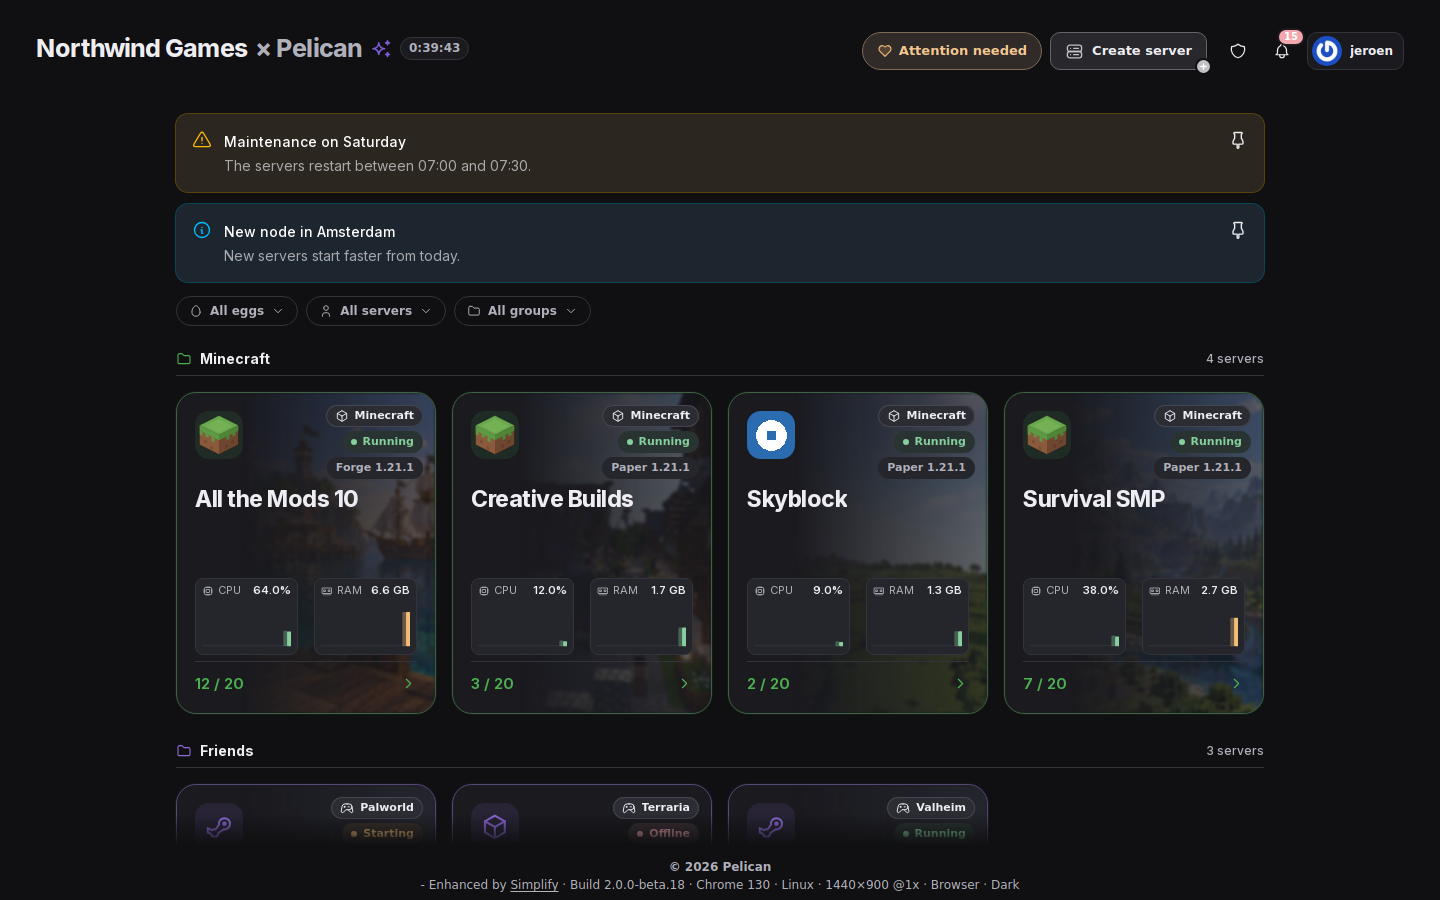 Northwind Games × Pelican 0:39:43
Attention needed
Create server
15
jeroen
Maintenance on Saturday
The servers restart between 07:00 and 07:30.
New node in Amsterdam
New servers start faster from today.
All eggs
All servers
All groups
Minecraft
4 servers
Minecraft
Running
Forge 1.21.1
All the Mods 10
CPU 64.0%
RAM 6.6 GB
12 / 20
Minecraft
Running
Paper 1.21.1
Creative Builds
CPU 12.0%
RAM 1.7 GB
3 / 20
Minecraft
Running
Paper 1.21.1
Skyblock
CPU 9.0%
RAM 1.3 GB
2 / 20
Minecraft
Running
Paper 1.21.1
Survival SMP
CPU 38.0%
RAM 2.7 GB
7 / 20
Friends
3 servers
Palworld
Starting
Terraria
Offline
Valheim
Running
© 2026 Pelican
- Enhanced by Simplify · Build 2.0.0-beta.18 · Chrome 130 · Linux · 1440×900 @1x · Browser · Dark